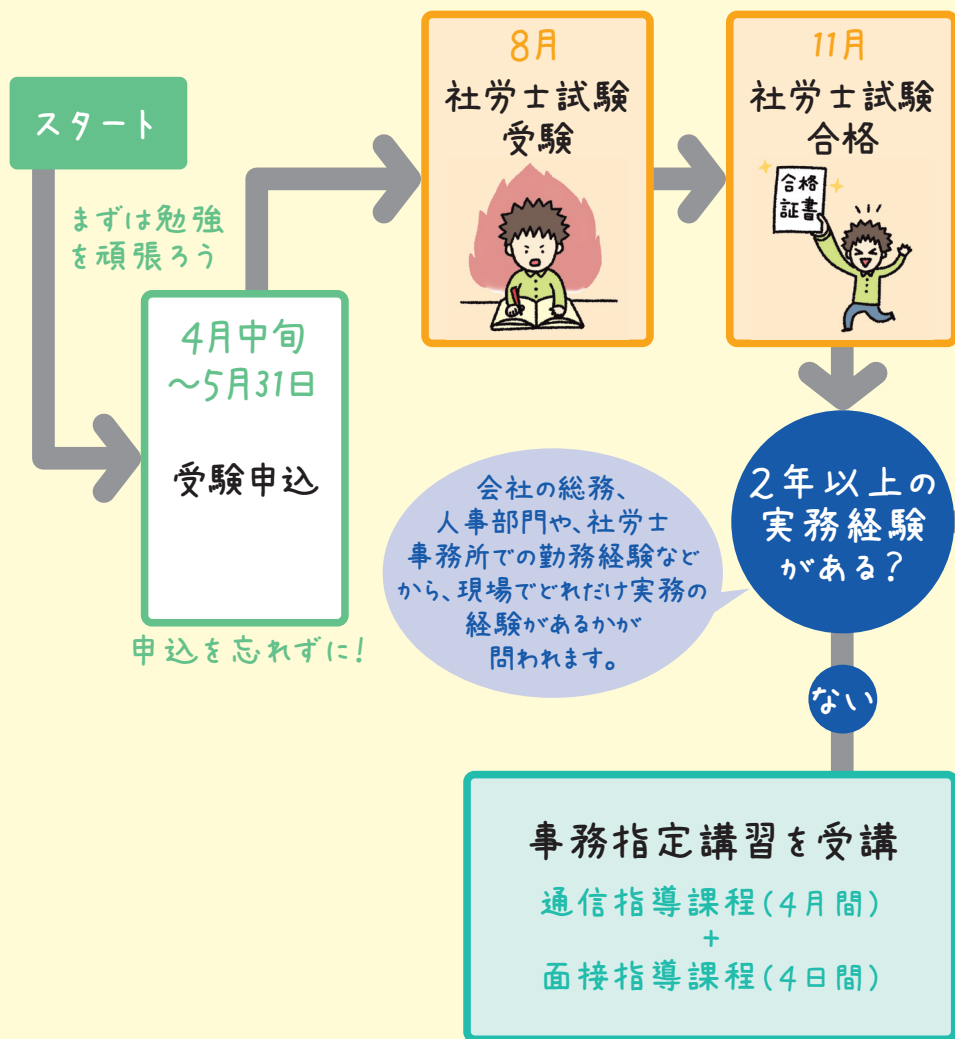 スタート
まずは勉強
を頑張ろう
4月中旬
～5月31日
受験申込
申込を忘れずに!
8月
社労士試験
受験
11月
社労士試験
合格
合格
証書
2年以上の
実務経験
がある?
会社の総務、
人事部門や、社労士
事務所での勤務経験など
から、現場でどれだけ実務の
経験があるかが
問われます。
ない
事務指定講習を受講
通信指導課程(4月間)
+
面接指導課程(4日間)